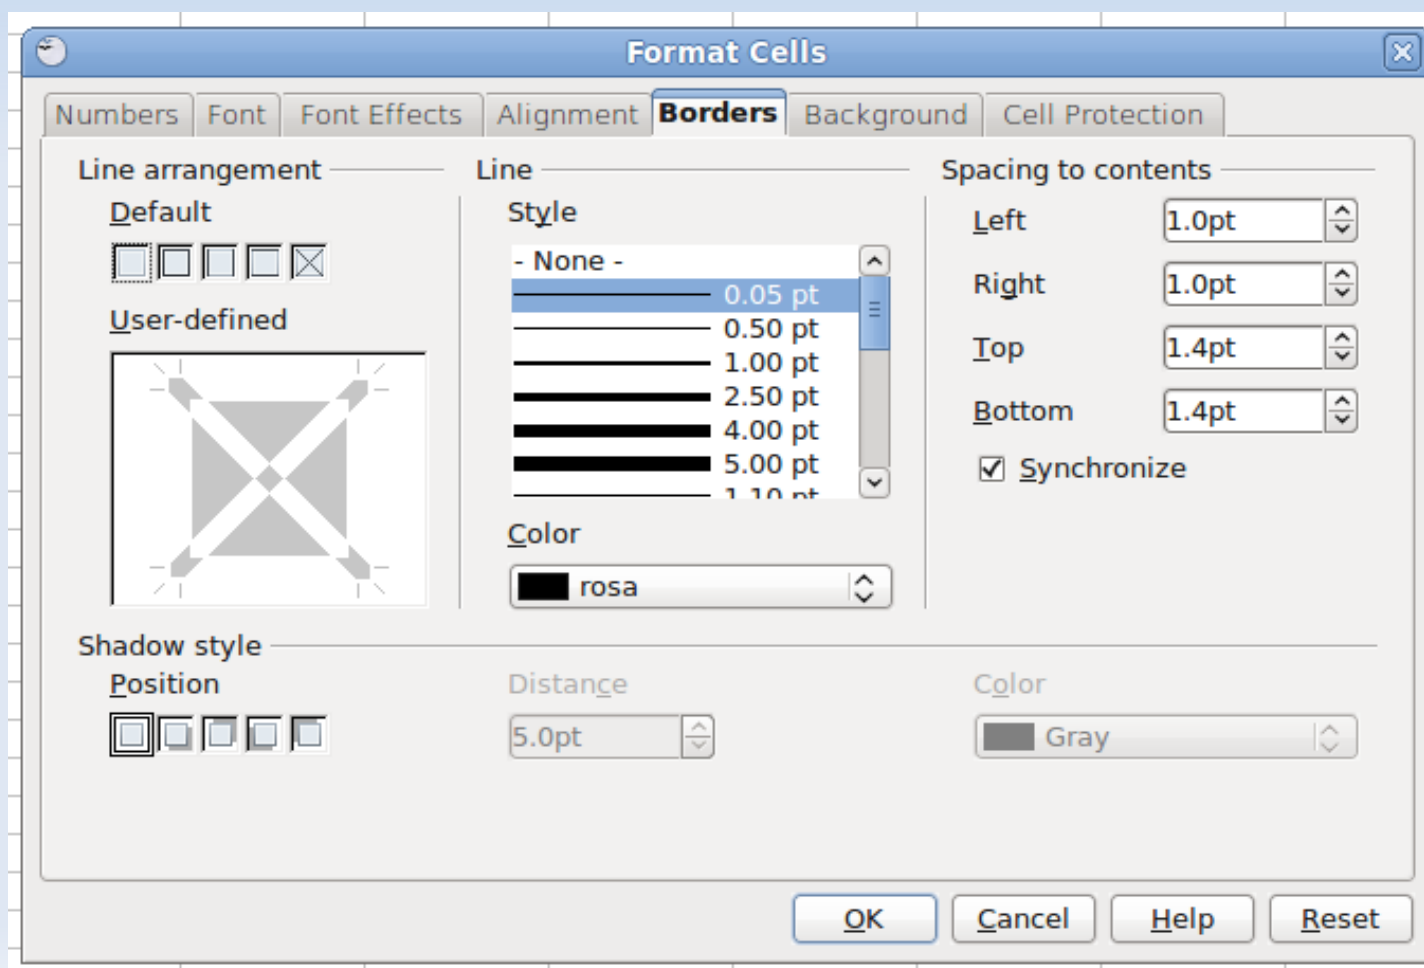 Format Cells
Numbers Font Font Effects Alignment Borders Background Cell Protection
Line arrangement Line Spacing to contents
Default Style Left 1.0pt
- None -
0.05 pt
Right 1.0pt
User-defined 0.50 pt
1.00 pt Top 1.4pt
2.50 pt
Bottom 1.4pt
4.00 pt
5.00 pt Synchronize
1.10 pt
Color
rosa
Shadow style
Position Distance Color
5.0pt Gray
OK Cancel Help Reset